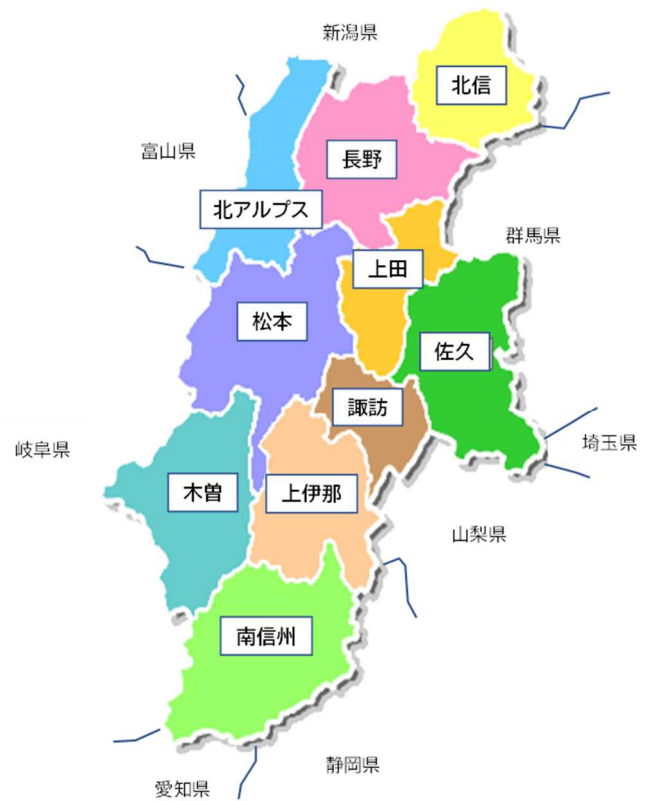 新潟県
北信
富山県
長野
北アルプス
群馬県
上田
松本
佐久
諏訪
岐阜県
埼玉県
木曽
上伊那
山梨県
南信州
静岡県
愛知県